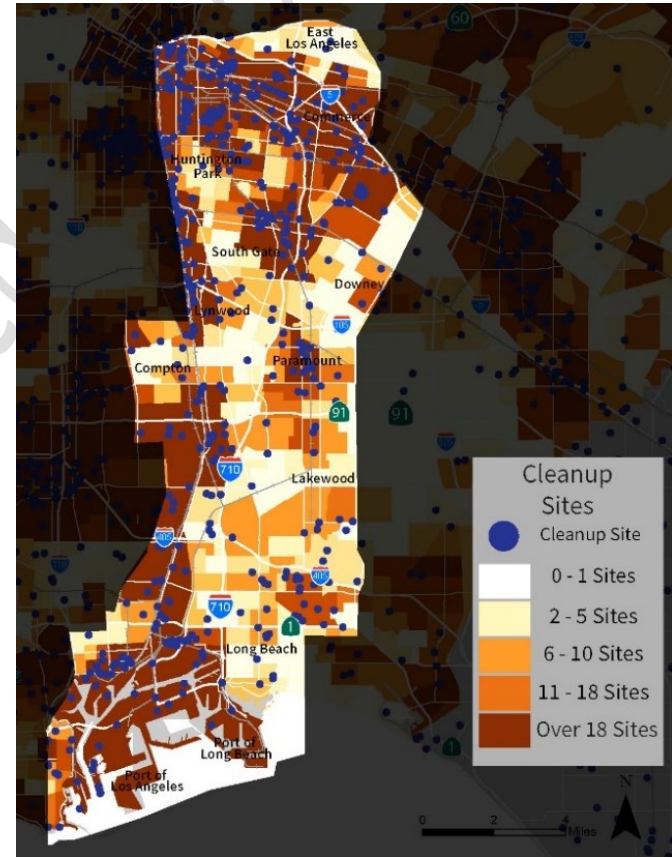 60
East
Los Angeles
5
Commerce
Huntington
Park
South Gate
Downey
Lynwood
105
Compton
Paramount
91
91
710
Lakewood
405
405
710
1
Long Beach
1
Port of
Long Beach
Port of
Los Angeles
Cleanup
Sites
Cleanup Site
0 - 1 Sites
2 - 5 Sites
6 - 10 Sites
11 - 18 Sites
Over 18 Sites
N
0 2 4
Miles